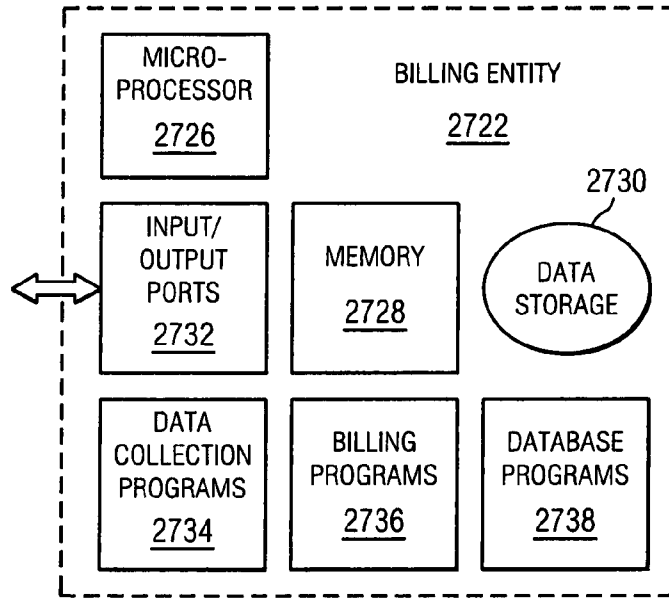 MICRO-
PROCESSOR
2726
BILLING ENTITY
2722
2730
INPUT/
OUTPUT
PORTS
2732
MEMORY
2728
DATA
STORAGE
DATA
COLLECTION
PROGRAMS
2734
BILLING
PROGRAMS
2736
DATABASE
PROGRAMS
2738